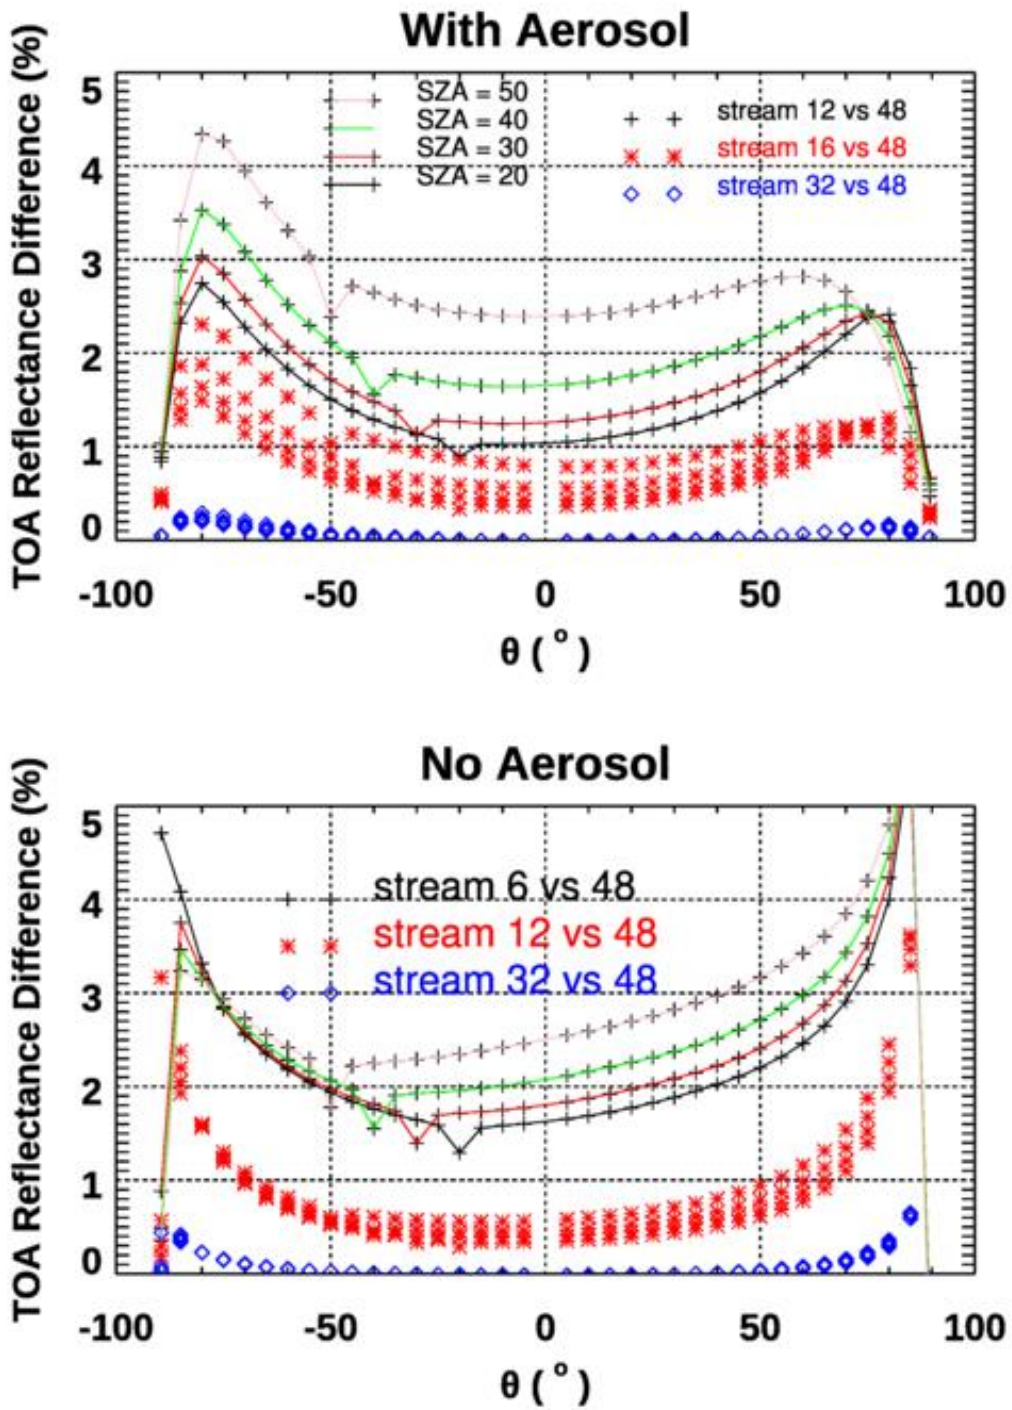 With Aerosol
TOA Reflectance Difference (%)
5
4
3
2
1
0
SZA = 50
SZA = 40
SZA = 30
SZA = 20
stream 12 vs 48
stream 16 vs 48
stream 32 vs 48
-100 -50 0 50 100
θ ( ° )
No Aerosol
TOA Reflectance Difference (%)
5
4
3
2
1
0
stream 6 vs 48
stream 12 vs 48
stream 32 vs 48
-100 -50 0 50 100
θ ( ° )